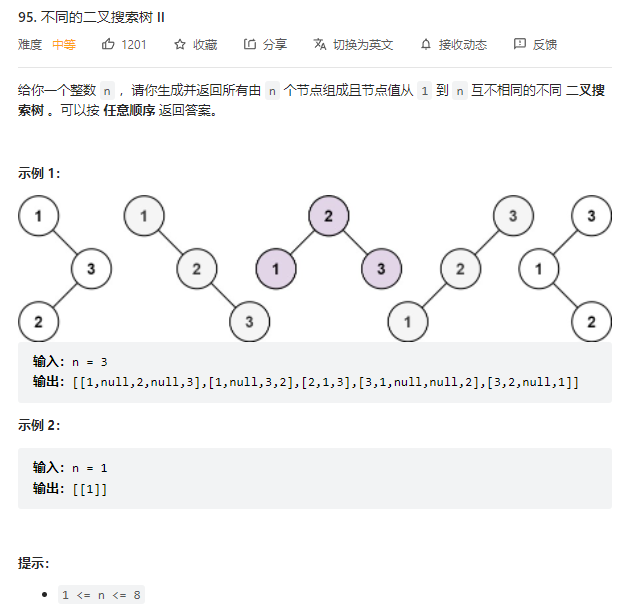 95. 不同的二叉搜索树 II
难度 中等 1201 收藏 分享 切换为英文 接收动态 反馈
给你一个整数 n ，请你生成并返回所有由 n 个节点组成且节点值从 1 到 n 互不相同的不同 二叉搜
索树 。可以按 任意顺序 返回答案。
示例 1：
1 1 2 3 3
3 2 1 3 2 1
2 3 1 2
输入：n = 3
输出：[[1,null,2,null,3],[1,null,3,2],[2,1,3],[3,1,null,null,2],[3,2,null,1]]
示例 2：
输入：n = 1
输出：[[1]]
提示：
• 1 <= n <= 8